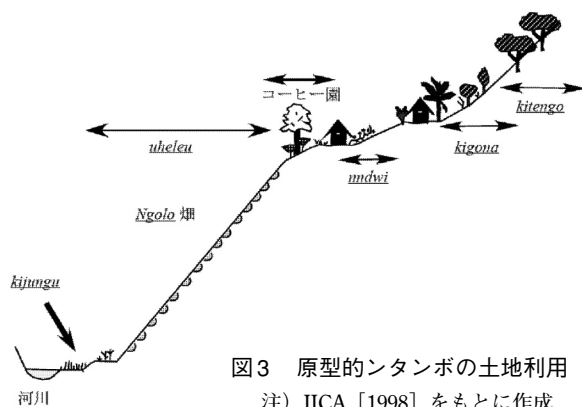 コーヒー園
kitengo
uheleu
kigona
nndwi
Ngolo 畑
kijungu
河川
図3 原型的ンタンボの土地利用
注）JICA［1998］をもとに作成